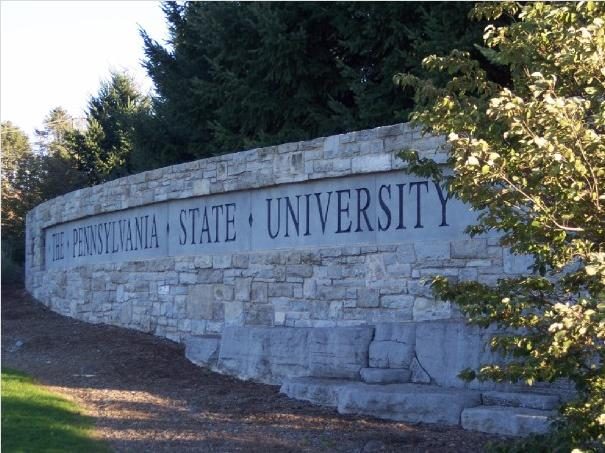 THE ♦ PENNSYLVANIA ♦ STATE ♦ UNIVERSITY